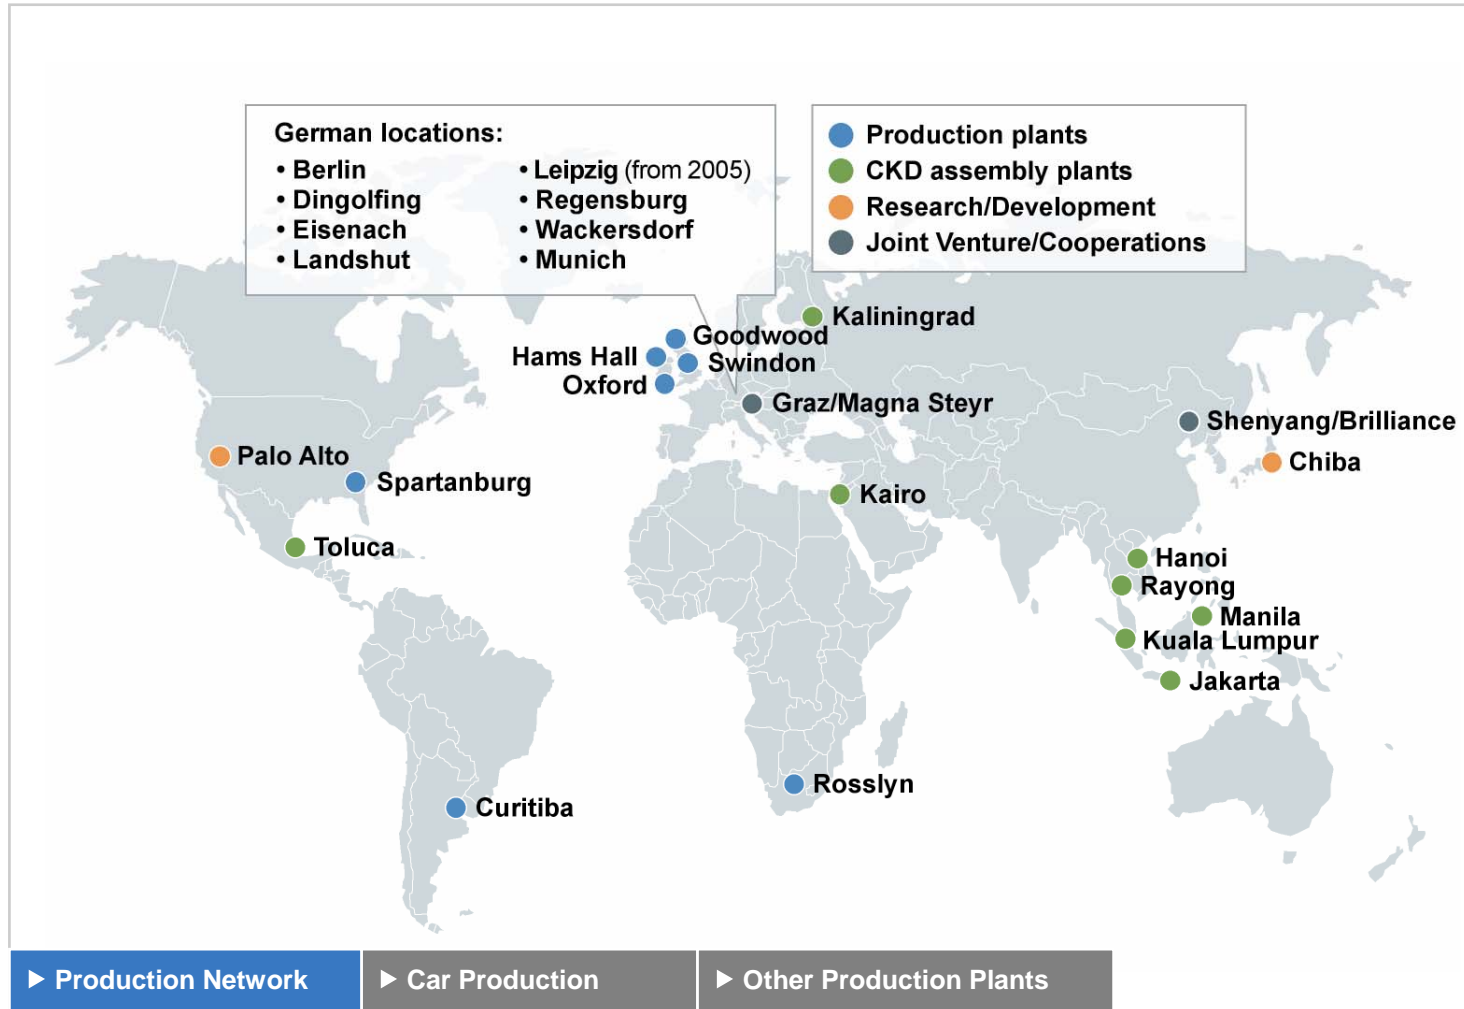 German locations:
• Berlin
• Dingolfing
• Eisenach
• Landshut
• Leipzig (from 2005)
• Regensburg
• Wackersdorf
• Munich
Production plants
CKD assembly plants
Research/Development
Joint Venture/Cooperations
Kaliningrad
Goodwood
Hams Hall
Swindon
Oxford
Graz/Magna Steyr
Shenyang/Brilliance
Palo Alto
Chiba
Spartanburg
Kairo
Toluca
Hanoi
Rayong
Manila
Kuala Lumpur
Jakarta
Rosslyn
Curitiba
Production Network
Car Production
Other Production Plants